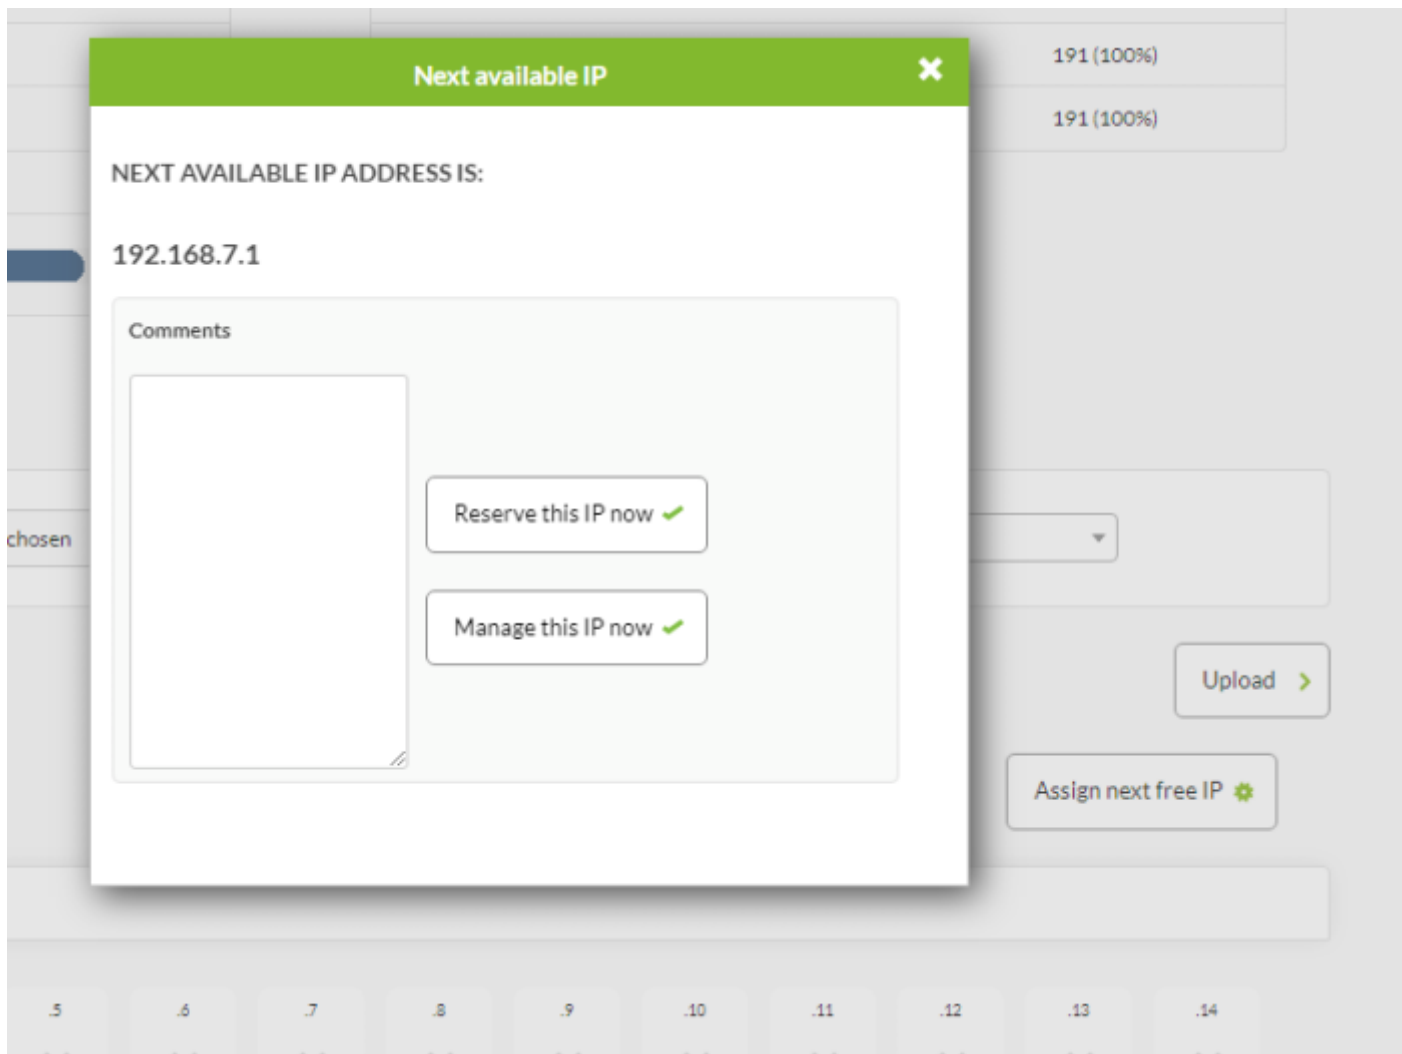 Next available IP
191 (100%)
191 (100%)
NEXT AVAILABLE IP ADDRESS IS:
192.168.7.1
Comments
Reserve this IP now
chosen
Manage this IP now
Upload
Assign next free IP
.5 .6 .7 .8 .9 .10 .11 .12 .13 .14